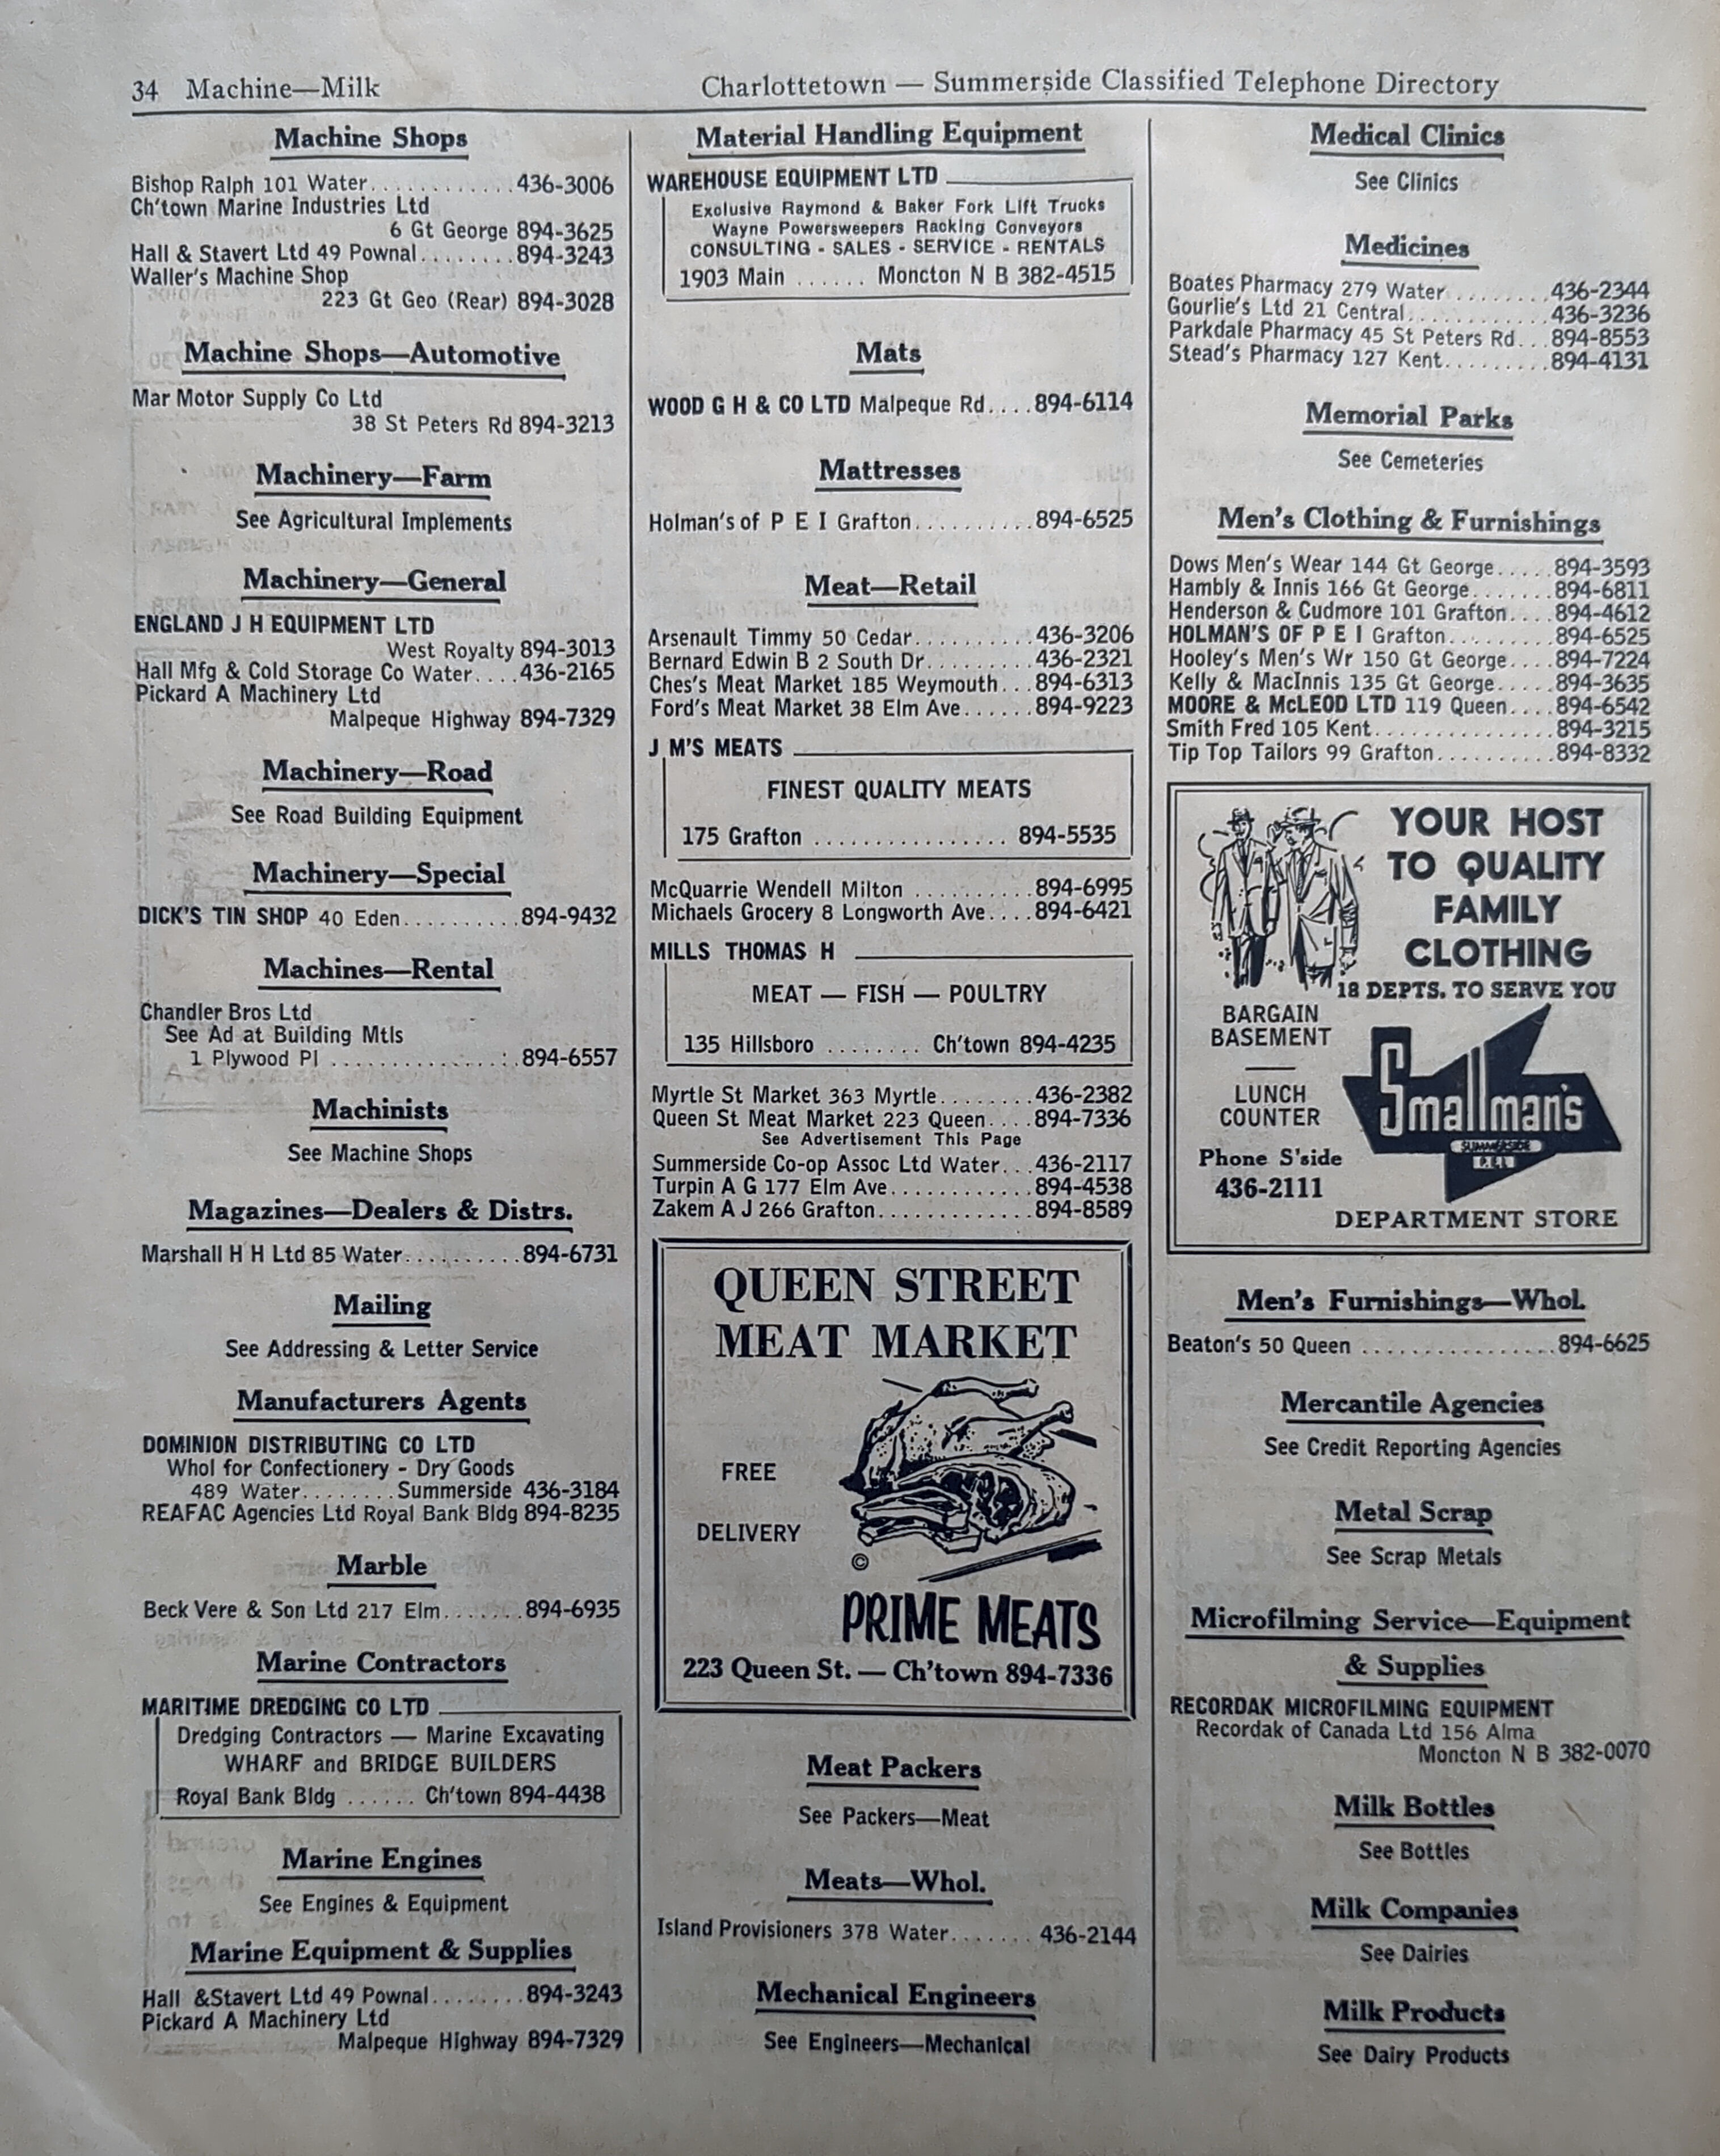 34 Machine—Milk
Charlottetown — Summerside Classified Telephone Directory
Machine Shops
Bishop Ralph 101 Water............436-3006
Ch'town Marine Industries Ltd
6 Gt George 894-3625
Hall & Stavert Ltd 49 Pownal........894-3243
Waller's Machine Shop
223 Gt Geo (Rear) 894-3028
Machine Shops—Automotive
Mar Motor Supply Co Ltd
38 St Peters Rd 894-3213
Machinery—Farm
See Agricultural Implements
Machinery—General
ENGLAND J H EQUIPMENT LTD
West Royalty 894-3013
Hall Mfg & Cold Storage Co Water....436-2165
Pickard A Machinery Ltd
Malpeque Highway 894-7329
Machinery—Road
See Road Building Equipment
Machinery—Special
DICK'S TIN SHOP 40 Eden..........894-9432
Machines—Rental
Chandler Bros Ltd
See Ad at Building Mtls
1 Plywood Pl ................894-6557
Machinists
See Machine Shops
Magazines—Dealers & Distrs.
Marshall H H Ltd 85 Water..........894-6731
Mailing
See Addressing & Letter Service
Manufacturers Agents
DOMINION DISTRIBUTING CO LTD
Whol for Confectionery - Dry Goods
489 Water........Summerside 436-3184
REAFAC Agencies Ltd Royal Bank Bldg 894-8235
Marble
Beck Vere & Son Ltd 217 Elm.......894-6935
Marine Contractors
MARITIME DREDGING CO LTD
Dredging Contractors — Marine Excavating
WHARF and BRIDGE BUILDERS
Royal Bank Bldg ...... Ch'town 894-4438
Marine Engines
See Engines & Equipment
Marine Equipment & Supplies
Hall &Stavert Ltd 49 Pownal........894-3243
Pickard A Machinery Ltd
Malpeque Highway 894-7329
Material Handling Equipment
WAREHOUSE EQUIPMENT LTD
Exclusive Raymond & Baker Fork Lift Trucks
Wayne Powersweepers Racking Conveyors
CONSULTING - SALES - SERVICE - RENTALS
1903 Main ...... Moncton N B 382-4515
Mats
WOOD G H & CO LTD Malpeque Rd....894-6114
Mattresses
Holman's of P E I Grafton..........894-6525
Meat—Retail
Arsenault Timmy 50 Cedar..........436-3206
Bernard Edwin B 2 South Dr.........436-2321
Ches's Meat Market 185 Weymouth...894-6313
Ford's Meat Market 38 Elm Ave......894-9223
J M'S MEATS
FINEST QUALITY MEATS
175 Grafton ................ 894-5535
McQuarrie Wendell Milton ..........894-6995
Michaels Grocery 8 Longworth Ave....894-6421
MILLS THOMAS H
MEAT — FISH — POULTRY
135 Hillsboro ........ Ch'town 894-4235
Myrtle St Market 363 Myrtle........436-2382
Queen St Meat Market 223 Queen....894-7336
See Advertisement This Page
Summerside Co-op Assoc Ltd Water...436-2117
Turpin A G 177 Elm Ave............894-4538
Zakem A J 266 Grafton.............894-8589
QUEEN STREET
MEAT MARKET
FREE
DELIVERY
©
PRIME MEATS
223 Queen St. — Ch'town 894-7336
Meat Packers
See Packers—Meat
Meats—Whol.
Island Provisioners 378 Water.......436-2144
Mechanical Engineers
See Engineers—Mechanical
Medical Clinics
See Clinics
Medicines
Boates Pharmacy 279 Water ........436-2344
Gourlie's Ltd 21 Central............436-3236
Parkdale Pharmacy 45 St Peters Rd...894-8553
Stead's Pharmacy 127 Kent.........894-4131
Memorial Parks
See Cemeteries
Men's Clothing & Furnishings
Dows Men's Wear 144 Gt George.....894-3593
Hambly & Innis 166 Gt George.......894-6811
Henderson & Cudmore 101 Grafton....894-4612
HOLMAN'S OF P E I Grafton.........894-6525
Hooley's Men's Wr 150 Gt George....894-7224
Kelly & MacInnis 135 Gt George.....894-3635
MOORE & McLEOD LTD 119 Queen....894-6542
Smith Fred 105 Kent...............894-3215
Tip Top Tailors 99 Grafton..........894-8332
YOUR HOST
TO QUALITY
FAMILY
CLOTHING
18 DEPTS. TO SERVE YOU
BARGAIN
BASEMENT
LUNCH
COUNTER
Smallman's
SUMMERSIDE
P.E.I.
Phone S'side
436-2111
DEPARTMENT STORE
Men's Furnishings—Whol.
Beaton's 50 Queen ................894-6625
Mercantile Agencies
See Credit Reporting Agencies
Metal Scrap
See Scrap Metals
Microfilming Service—Equipment
& Supplies
RECORDAK MICROFILMING EQUIPMENT
Recordak of Canada Ltd 156 Alma
Moncton N B 382-0070
Milk Bottles
See Bottles
Milk Companies
See Dairies
Milk Products
See Dairy Products